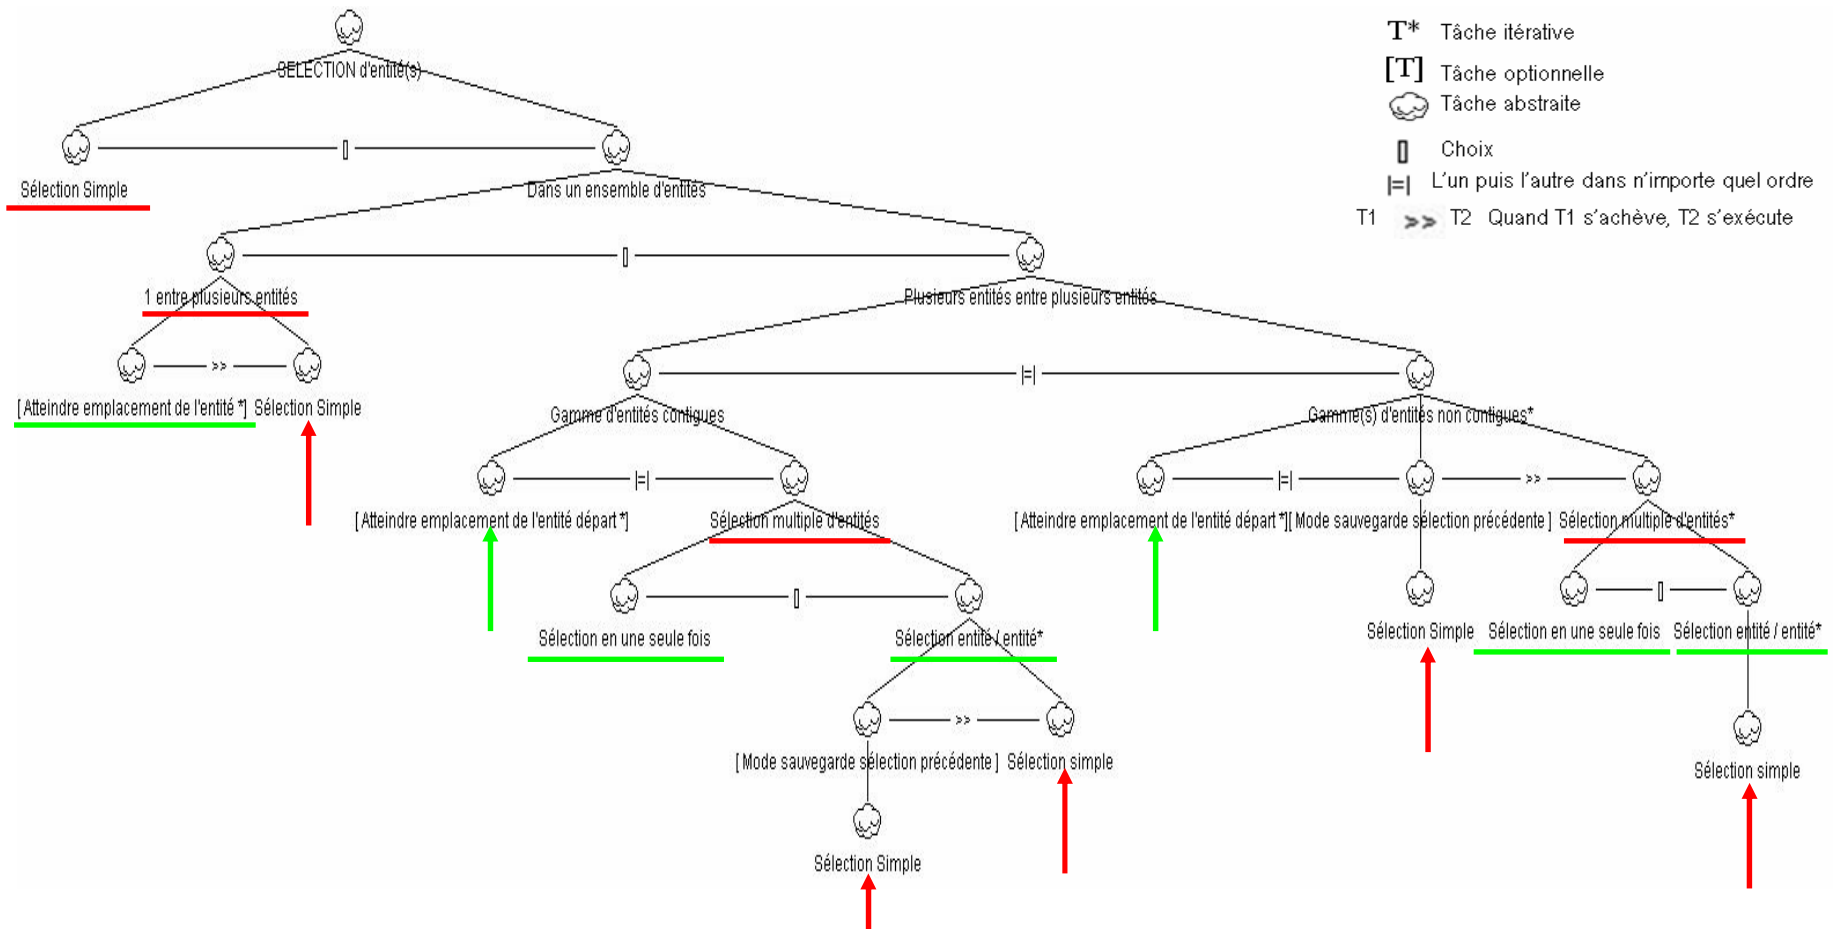 T* Tâche itérative
[T] Tâche optionnelle
Tâche abstraite
[] Choix
|=| L'un puis l'autre dans n'importe quel ordre
T1 >> T2 Quand T1 s'achève, T2 s'exécute
SELECTION d'entité(s)
[]
Sélection Simple
Dans un ensemble d'entités
[]
1 entre plusieurs entités
Plusieurs entités entre plusieurs entités
>>
|=|
[ Atteindre emplacement de l'entité *] Sélection Simple
Gamme d'entités contigues
Gamme(s) d'entités non contigues*
|=|
|=|
>>
[ Atteindre emplacement de l'entité départ *]
Sélection multiple d'entités
[ Atteindre emplacement de l'entité départ *]
[ Mode sauvegarde sélection précédente ]
Sélection multiple d'entités*
[]
[]
Sélection en une seule fois
Sélection entité / entité*
Sélection Simple
Sélection en une seule fois
Sélection entité / entité*
>>
[ Mode sauvegarde sélection précédente ] Sélection simple
Sélection simple
Sélection Simple